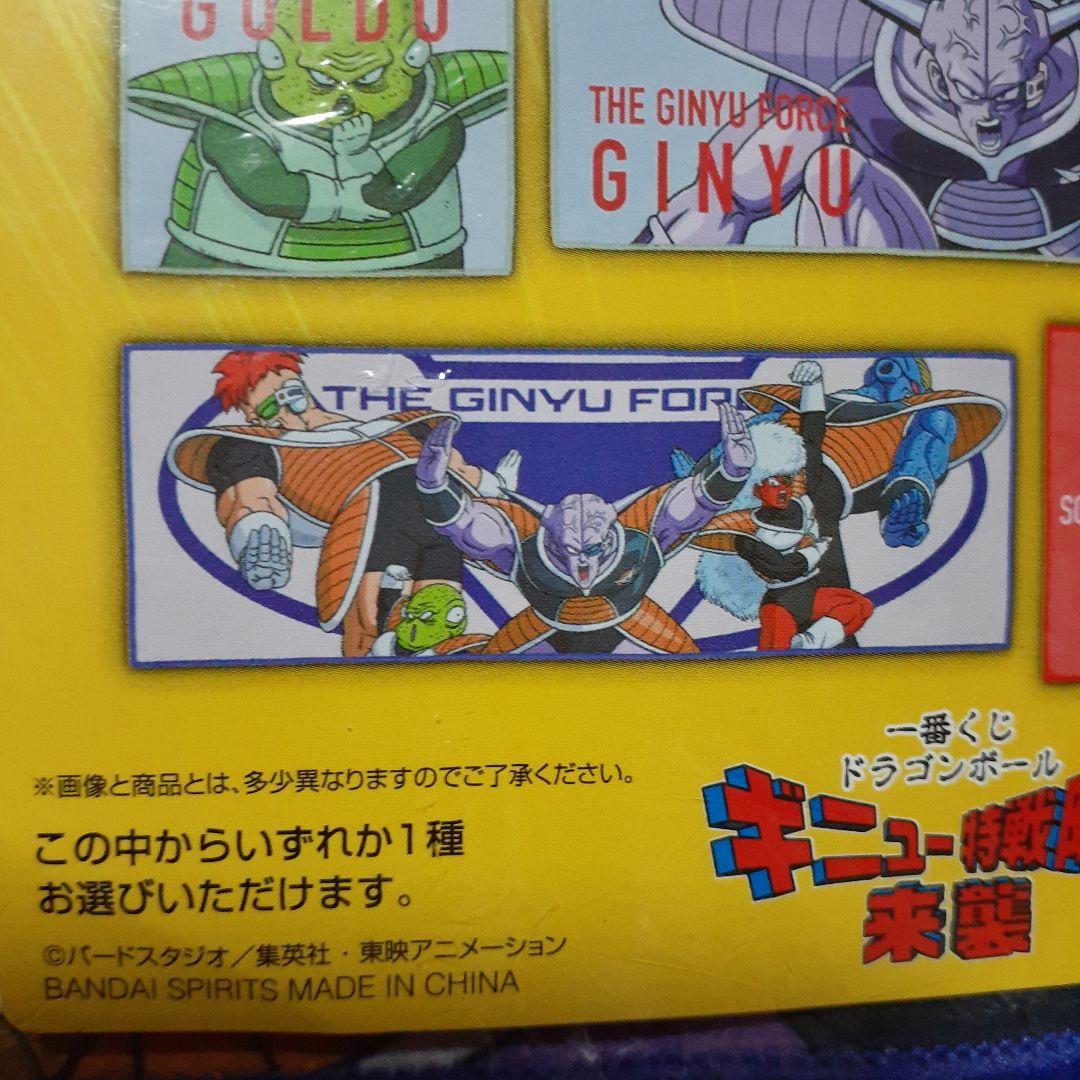 GULDO
THE GINYU FORCE
GINYU
THE GINYU FOR
※画像と商品とは、多少異なりますのでご了承ください。
この中からいずれか1種
お選びいただけます。
©バードスタジオ／集英社・東映アニメーション
BANDAI SPIRITS MADE IN CHINA
一番くじ
ドラゴンボール
ギニュー特戦
来襲